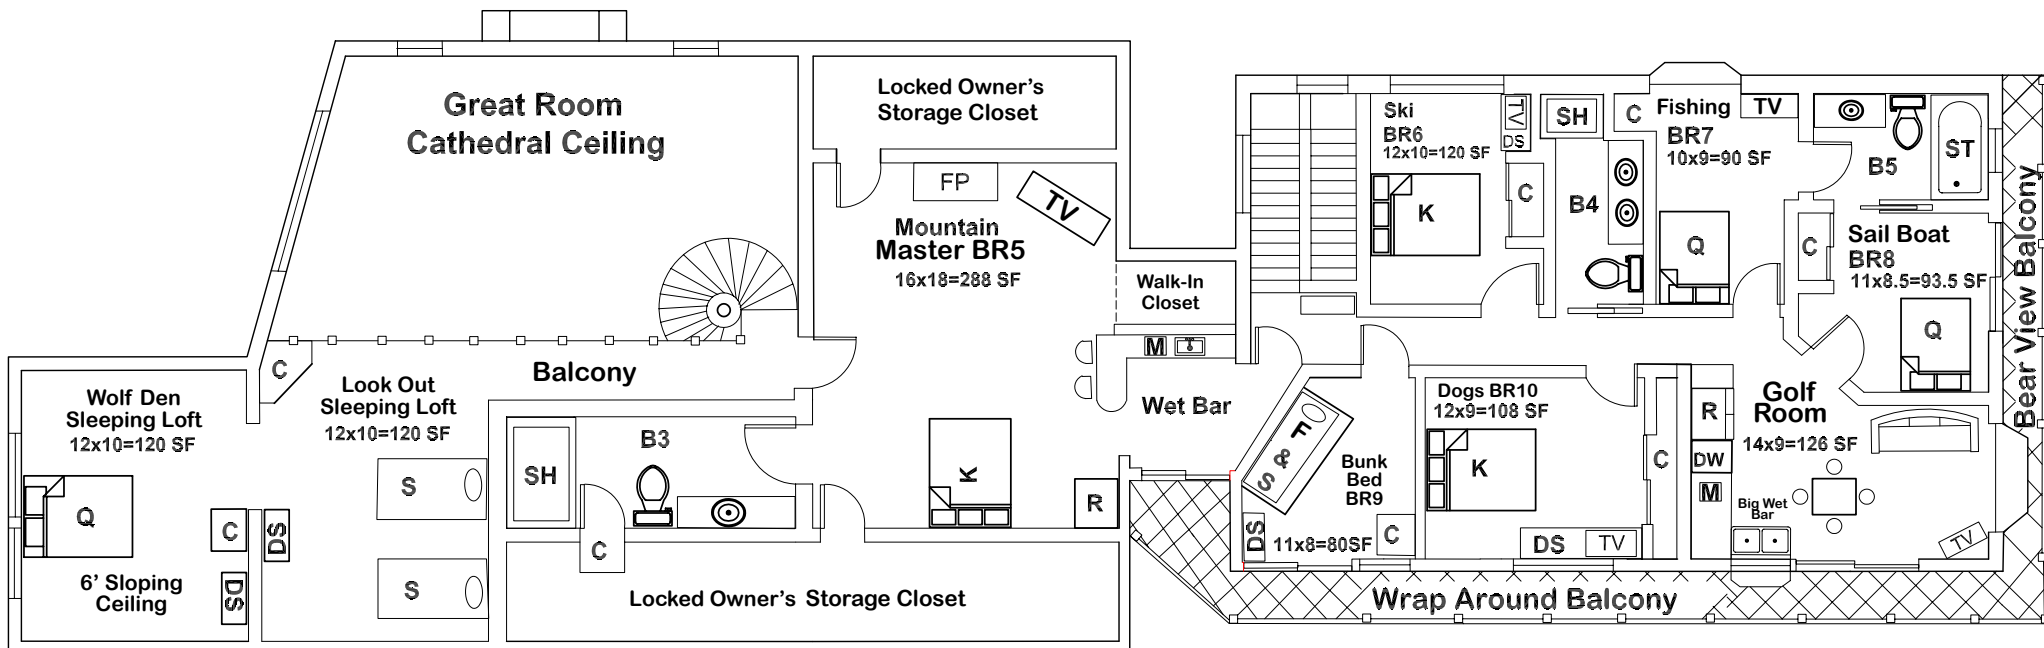 Great Room
Cathedral Ceiling
Locked Owner's
Storage Closet
FP
TV
Mountain
Master BR5
16x18=288 SF
Walk-In
Closet
M
Wet Bar
K
R
Balcony
C
Wolf Den
Sleeping Loft
12x10=120 SF
Q
C
DS
6' Sloping
Ceiling
Look Out
Sleeping Loft
12x10=120 SF
DS
S
S
SH
B3
C
Locked Owner's Storage Closet
Ski
BR6
12x10=120 SF
TV
DS
K
C
SH
B4
C
Fishing
BR7
10x9=90 SF
TV
Q
B5
ST
C
Sail Boat
BR8
11x8.5=93.5 SF
Q
Bear View Balcony
F & S
Bunk
Bed
BR9
DS
11x8=80SF
C
Dogs BR10
12x9=108 SF
K
C
DS
TV
R
DW
M
Golf
Room
14x9=126 SF
Big Wet
Bar
TV
Wrap Around Balcony